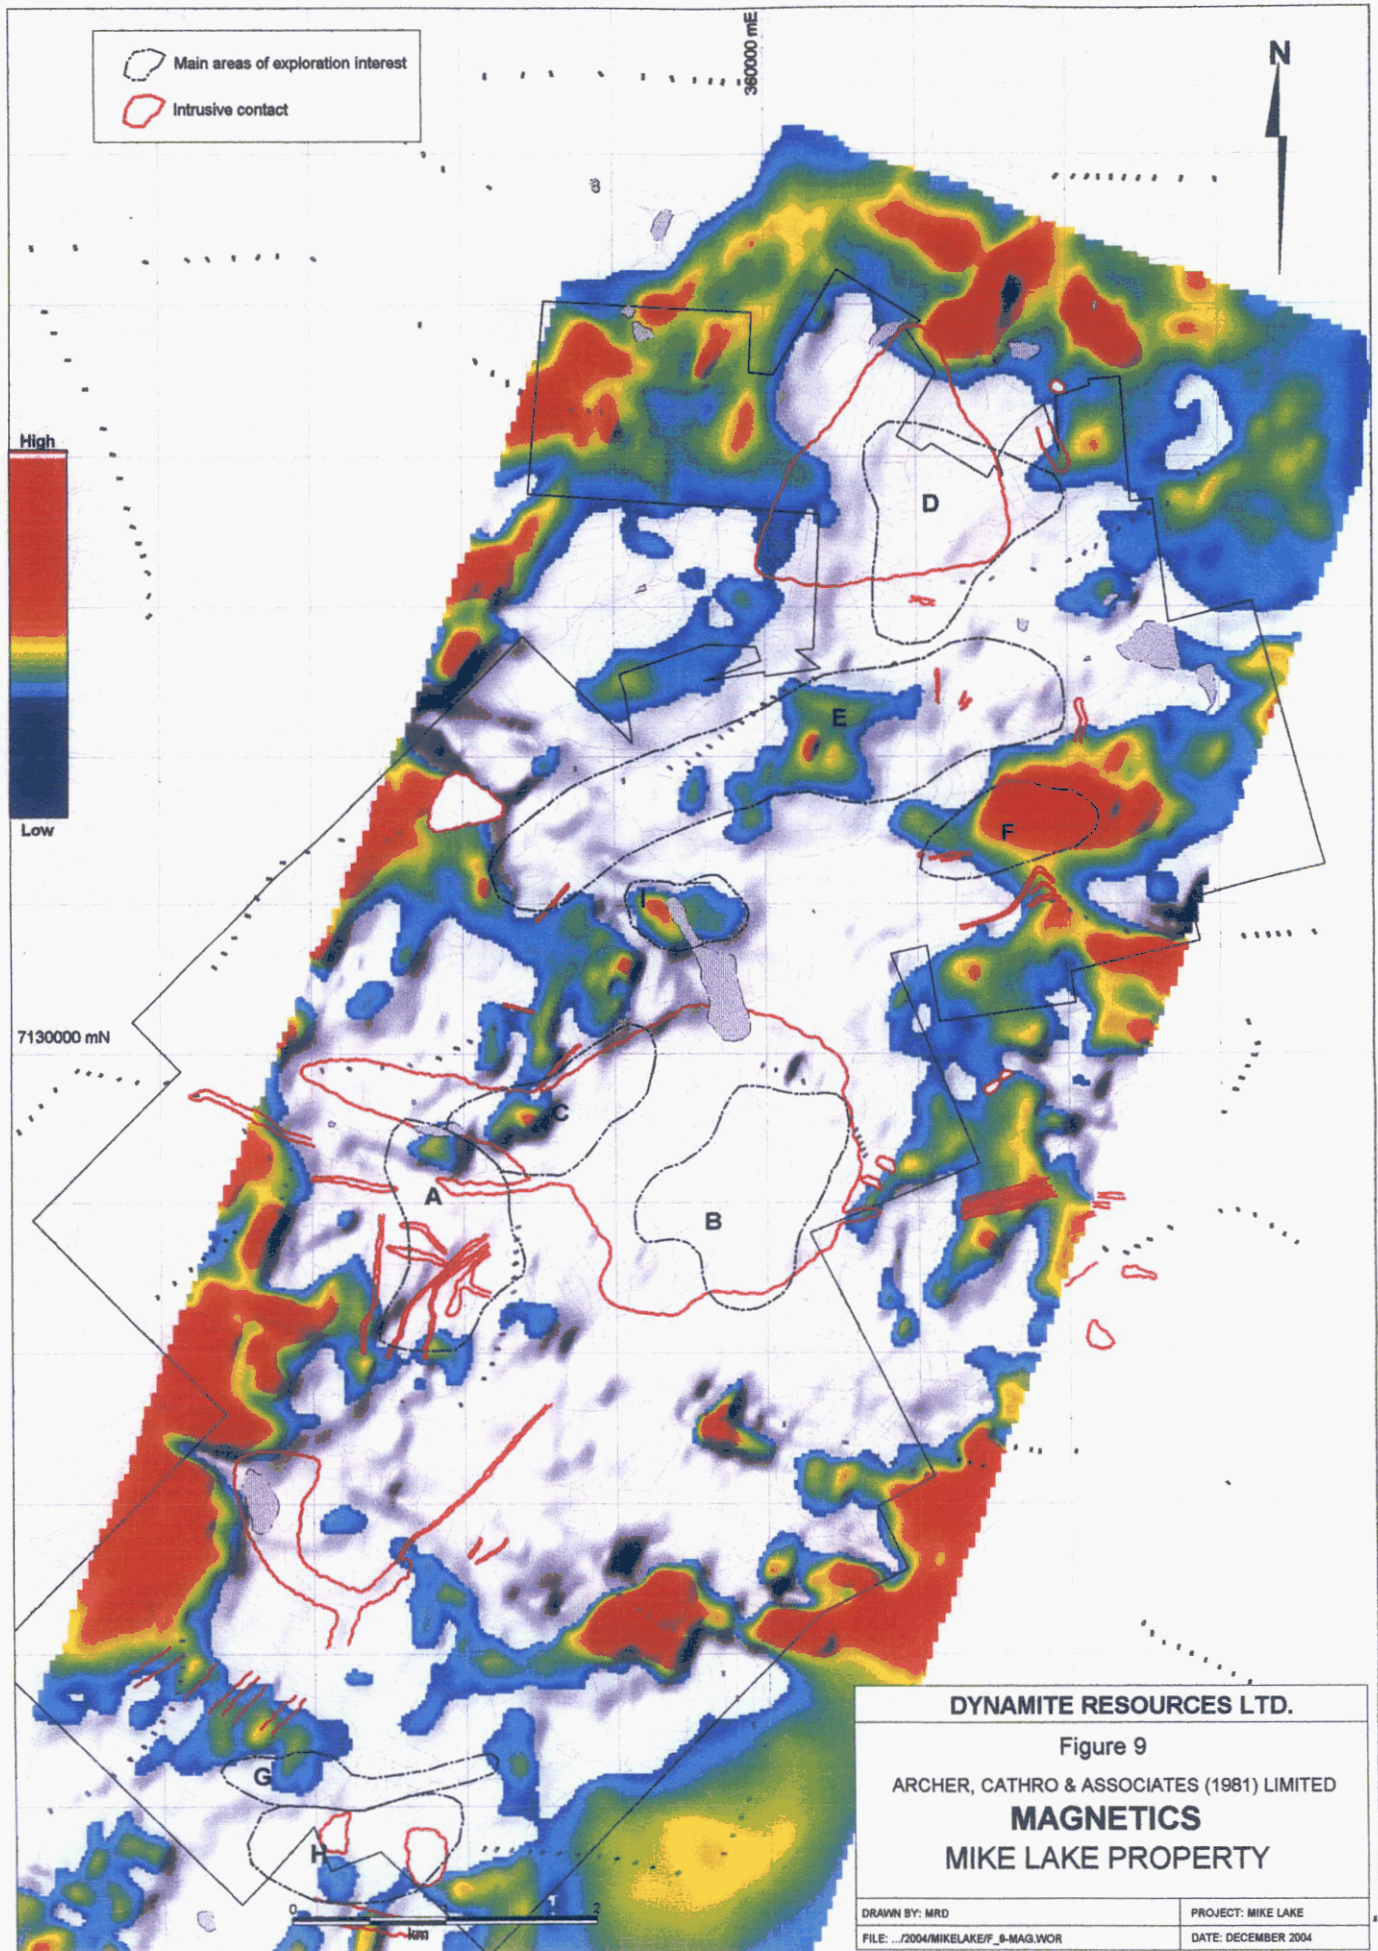 Main areas of exploration interest
Intrusive contact
360000 mE
N
High
Low
D
E
F
I
7130000 mN
C
A
B
G
H
0 1 2
km
DYNAMITE RESOURCES LTD.
Figure 9
ARCHER, CATHRO & ASSOCIATES (1981) LIMITED
MAGNETICS
MIKE LAKE PROPERTY
DRAWN BY: MRD
PROJECT: MIKE LAKE
FILE: .../2004/MIKELAKE/F_9-MAG.WOR
DATE: DECEMBER 2004